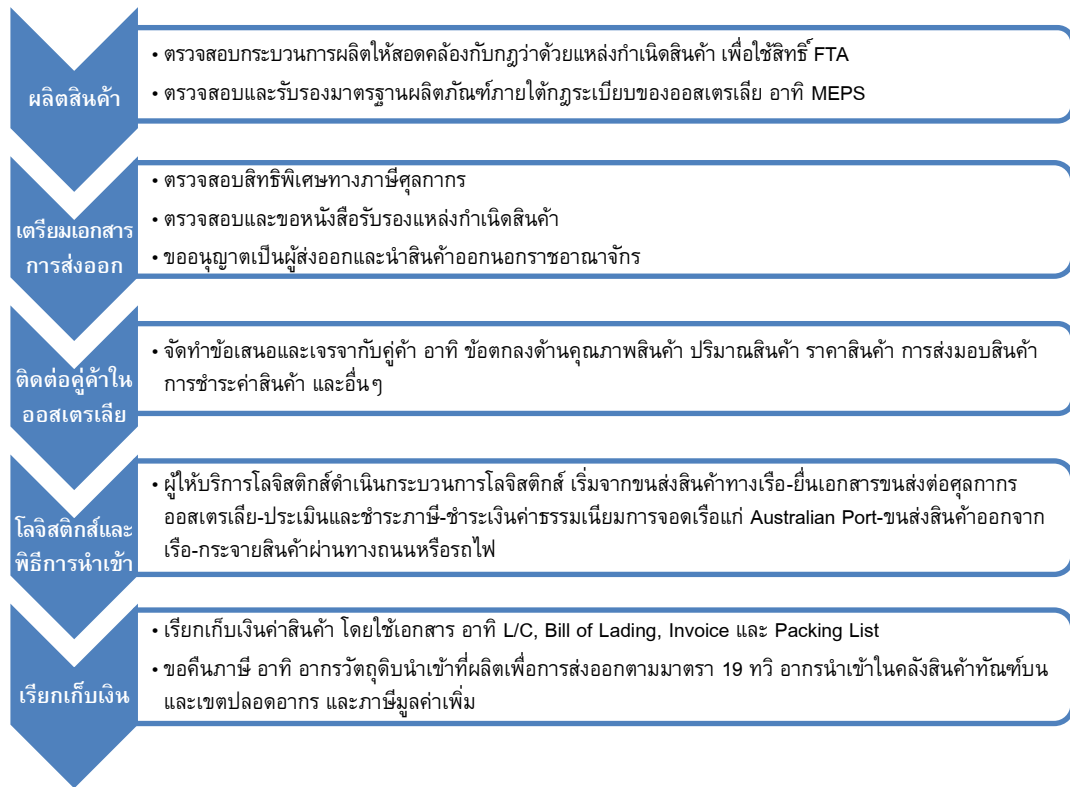 ผลิตสินค้า
• ตรวจสอบกระบวนการผลิตให้สอดคล้องกับกฎว่าด้วยแหล่งกำเนิดสินค้า เพื่อใช้สิทธิ์ FTA
• ตรวจสอบและรับรองมาตรฐานผลิตภัณฑ์ภายใต้กฎระเบียบของออสเตรเลีย อาทิ MEPS
เตรียมเอกสาร
การส่งออก
• ตรวจสอบสิทธิพิเศษทางภาษีศุลกากร
• ตรวจสอบและขอหนังสือรับรองแหล่งกำเนิดสินค้า
• ขออนุญาตเป็นผู้ส่งออกและนำสินค้าออกนอกราชอาณาจักร
ติดต่อคู่ค้าใน
ออสเตรเลีย
• จัดทำข้อเสนอและเจรจากับคู่ค้า อาทิ ข้อตกลงด้านคุณภาพสินค้า ปริมาณสินค้า ราคาสินค้า การส่งมอบสินค้า
การชำระค่าสินค้า และอื่นๆ
โลจิสติกส์และ
พิธีการนำเข้า
• ผู้ให้บริการโลจิสติกส์ดำเนินกระบวนการโลจิสติกส์ เริ่มจากขนส่งสินค้าทางเรือ-ยื่นเอกสารขนส่งต่อศุลกากร
ออสเตรเลีย-ประเมินและชำระภาษี-ชำระเงินค่าธรรมเนียมการจอดเรือแก่ Australian Port-ขนส่งสินค้าออกจาก
เรือ-กระจายสินค้าผ่านทางถนนหรือรถไฟ
เรียกเก็บเงิน
• เรียกเก็บเงินค่าสินค้า โดยใช้เอกสาร อาทิ L/C, Bill of Lading, Invoice และ Packing List
• ขอคืนภาษี อาทิ อากรวัตถุดิบนำเข้าที่ผลิตเพื่อการส่งออกตามมาตรา 19 ทวิ อากรนำเข้าในคลังสินค้าทัณฑ์บน
และเขตปลอดอากร และภาษีมูลค่าเพิ่ม